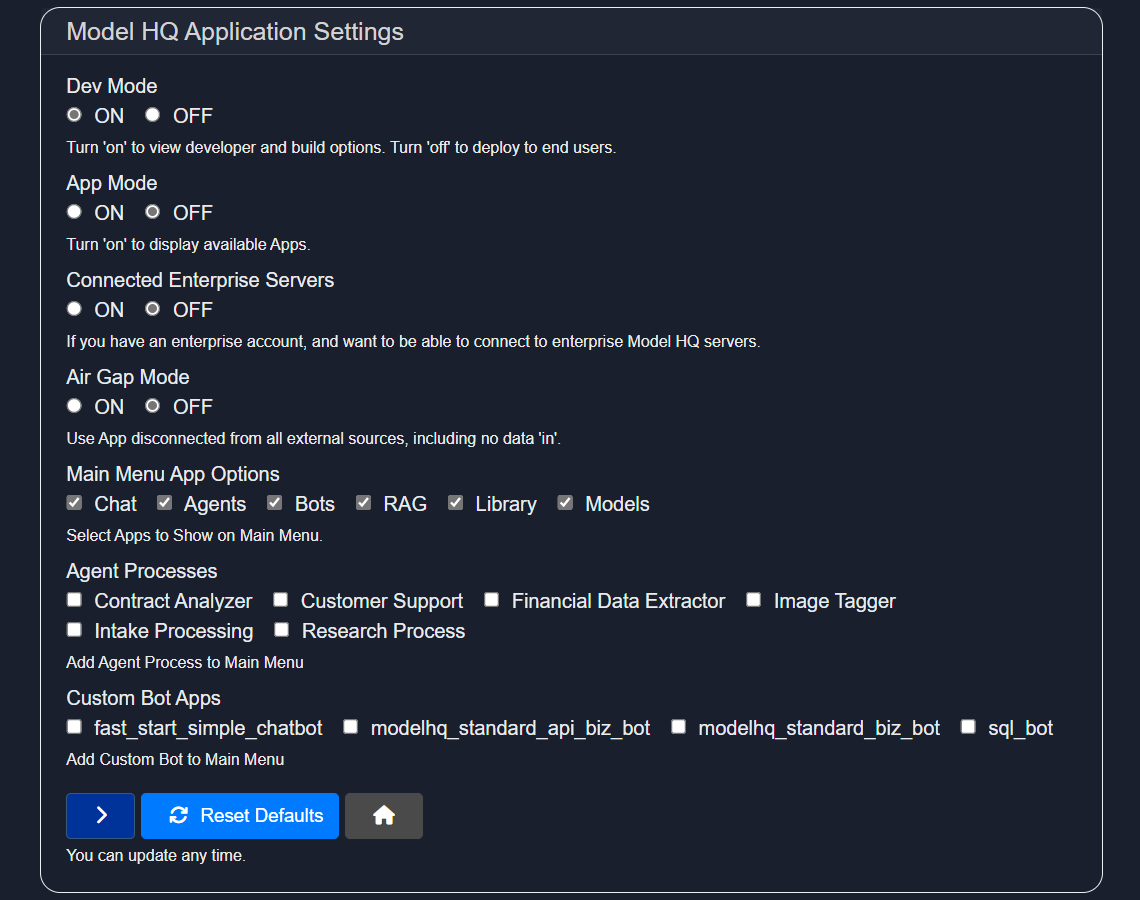 Model HQ Application Settings
Dev Mode
ON OFF
Turn 'on' to view developer and build options. Turn 'off' to deploy to end users.
App Mode
ON OFF
Turn 'on' to display available Apps.
Connected Enterprise Servers
ON OFF
If you have an enterprise account, and want to be able to connect to enterprise Model HQ servers.
Air Gap Mode
ON OFF
Use App disconnected from all external sources, including no data 'in'.
Main Menu App Options
Chat Agents Bots RAG Library Models
Select Apps to Show on Main Menu.
Agent Processes
Contract Analyzer Customer Support Financial Data Extractor Image Tagger
Intake Processing Research Process
Add Agent Process to Main Menu
Custom Bot Apps
fast_start_simple_chatbot modelhq_standard_api_biz_bot modelhq_standard_biz_bot sql_bot
Add Custom Bot to Main Menu
Reset Defaults
You can update any time.